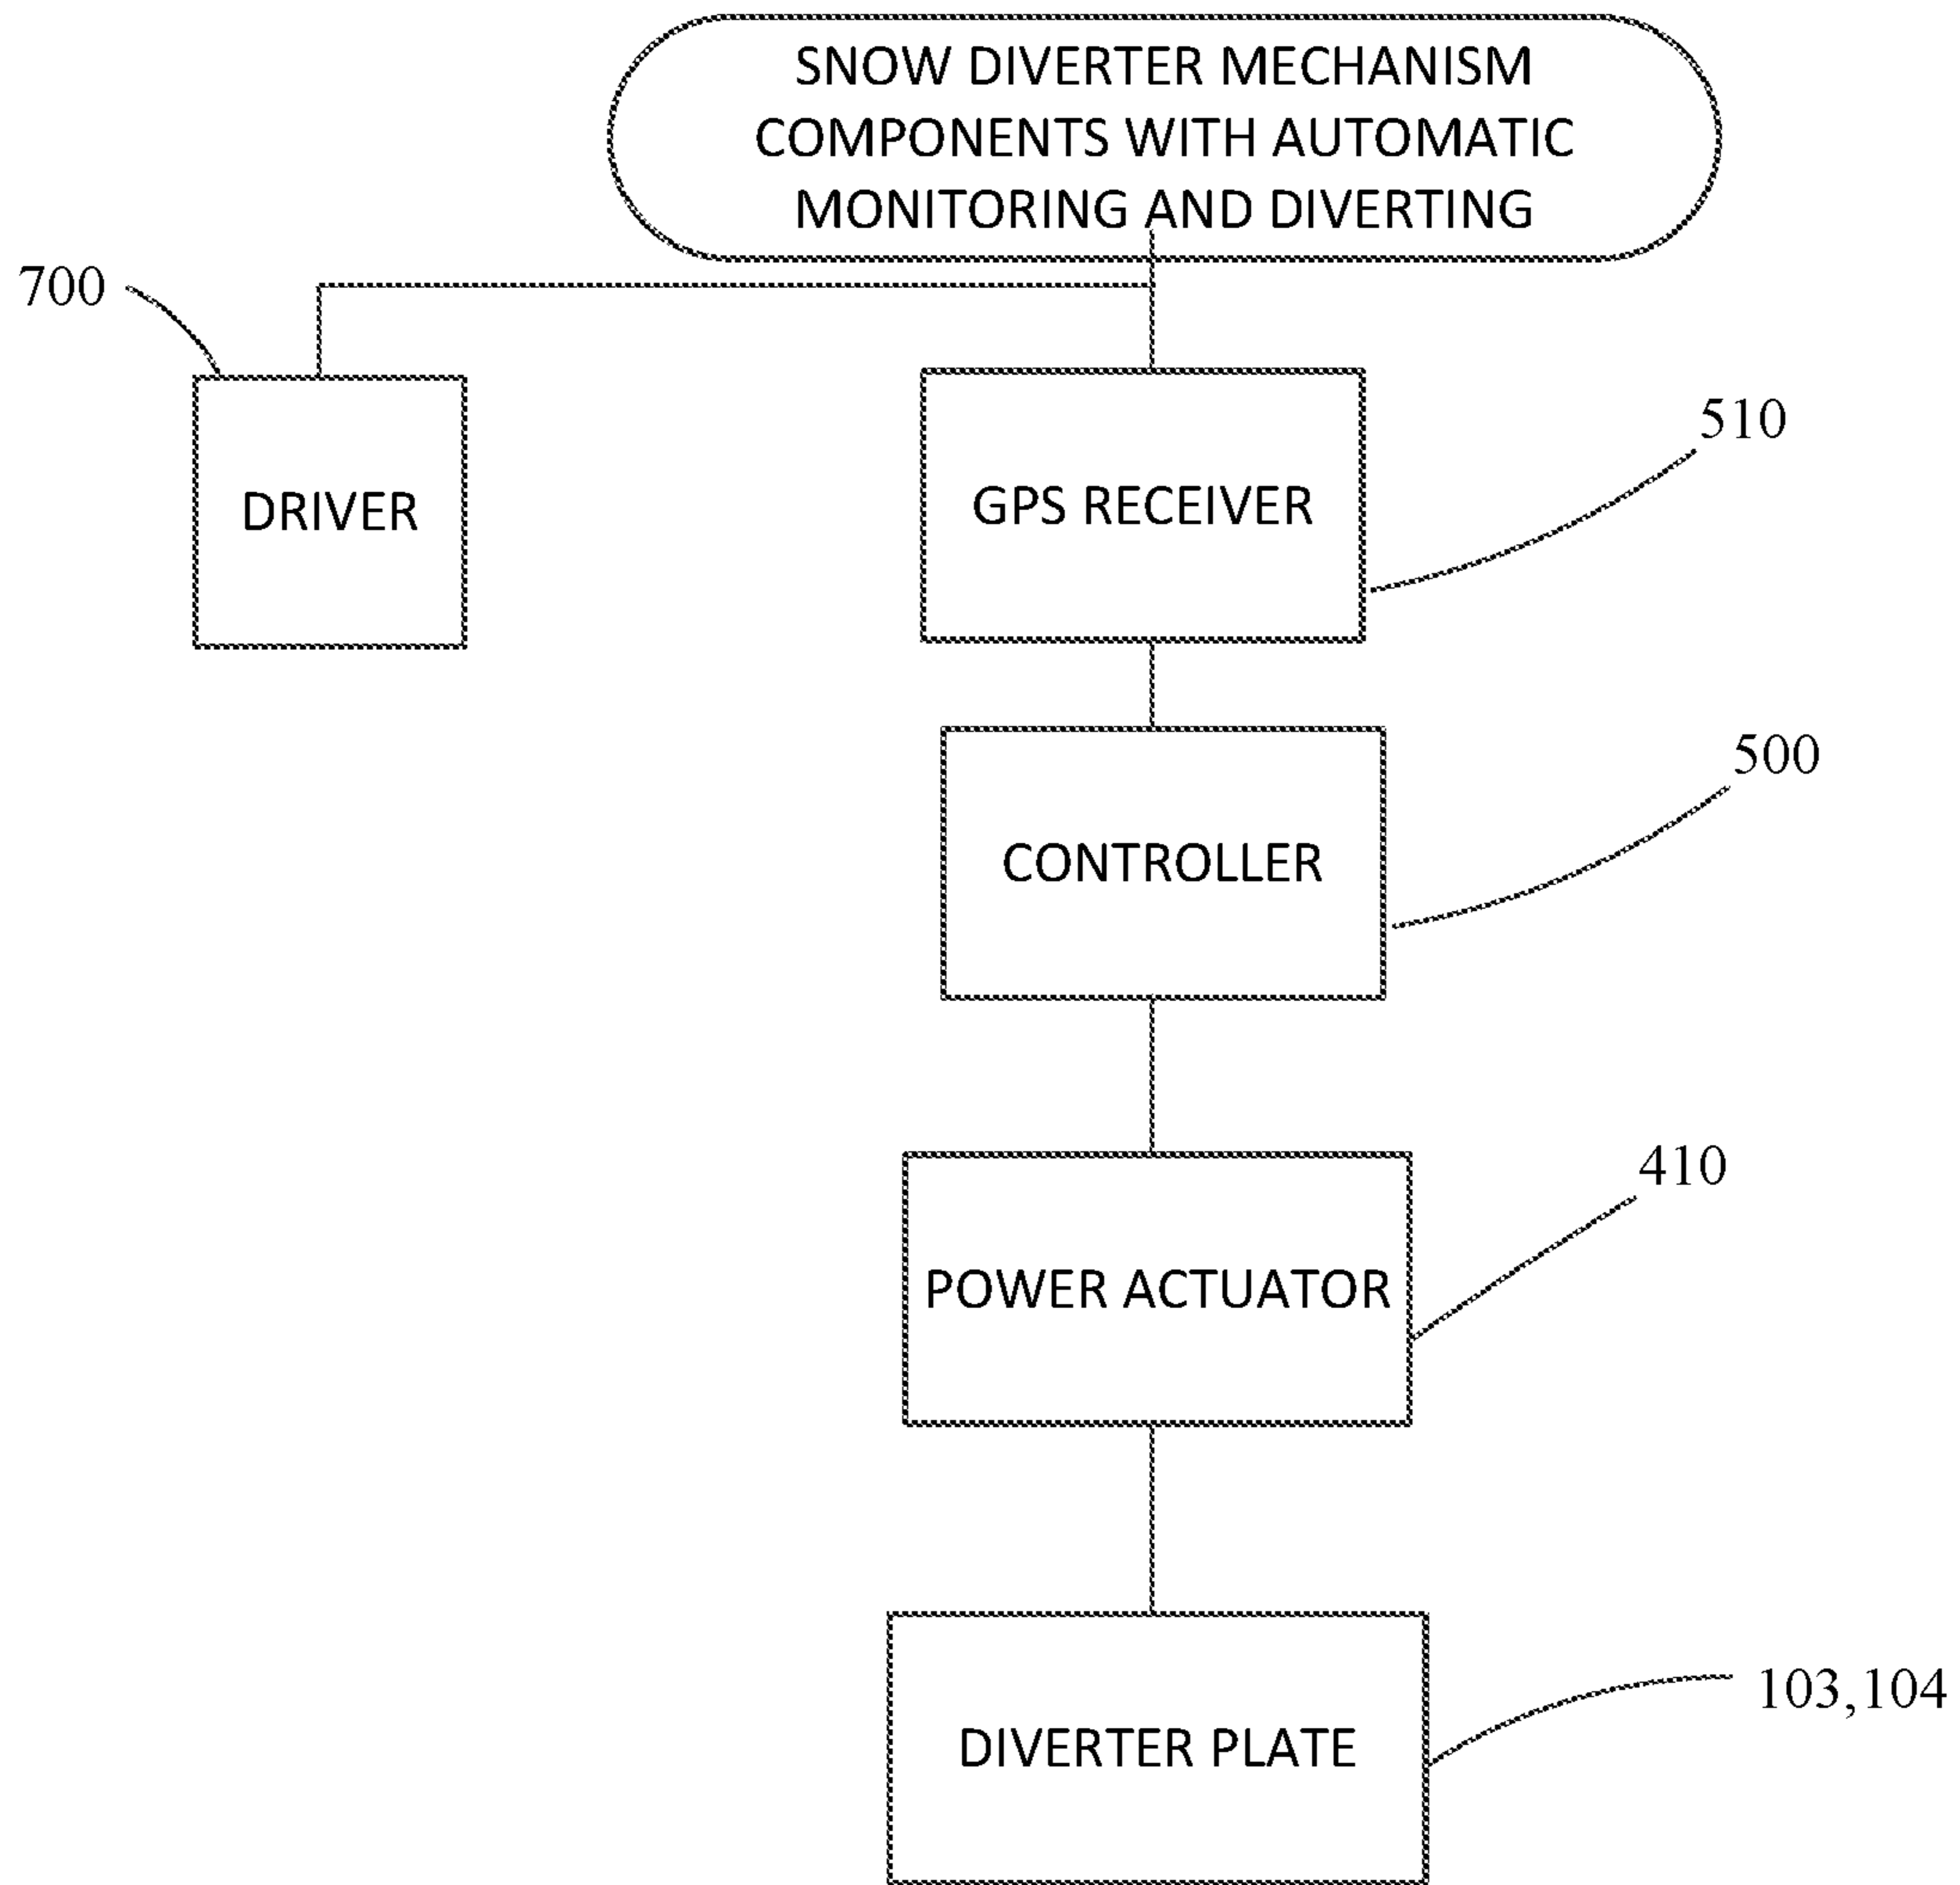 SNOW DIVERTER MECHANISM
COMPONENTS WITH AUTOMATIC
MONITORING AND DIVERTING
700
DRIVER
GPS RECEIVER
510
CONTROLLER
500
POWER ACTUATOR
410
DIVERTER PLATE
103,104